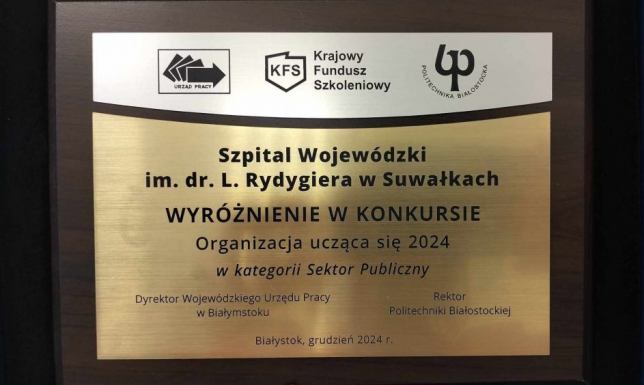 URZĄD PRACY
KFS
Krajowy
Fundusz
Szkoleniowy
POLITECHNIKA BIAŁOSTOCKA
Szpital Wojewódzki
im. dr. L. Rydygiera w Suwałkach
WYRÓŻNIENIE W KONKURSIE
Organizacja ucząca się 2024
w kategorii Sektor Publiczny
Dyrektor Wojewódzkiego Urzędu Pracy
w Białymstoku
Rektor
Politechniki Białostockiej
Białystok, grudzień 2024 r.